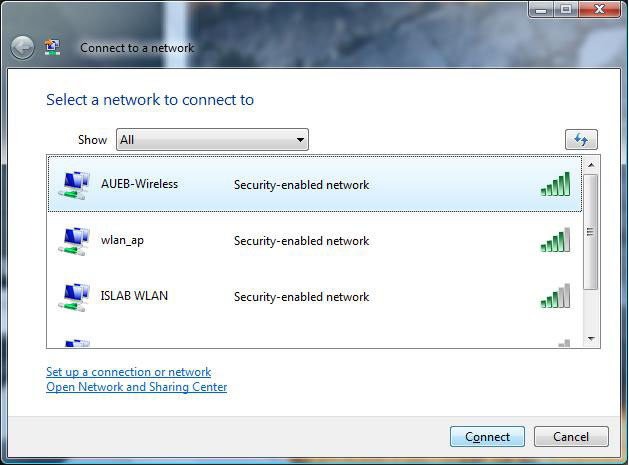 Connect to a network
Select a network to connect to
Show All
AUEB-Wireless Security-enabled network
wlan_ap Security-enabled network
ISLAB WLAN Security-enabled network
Set up a connection or network
Open Network and Sharing Center
Connect Cancel